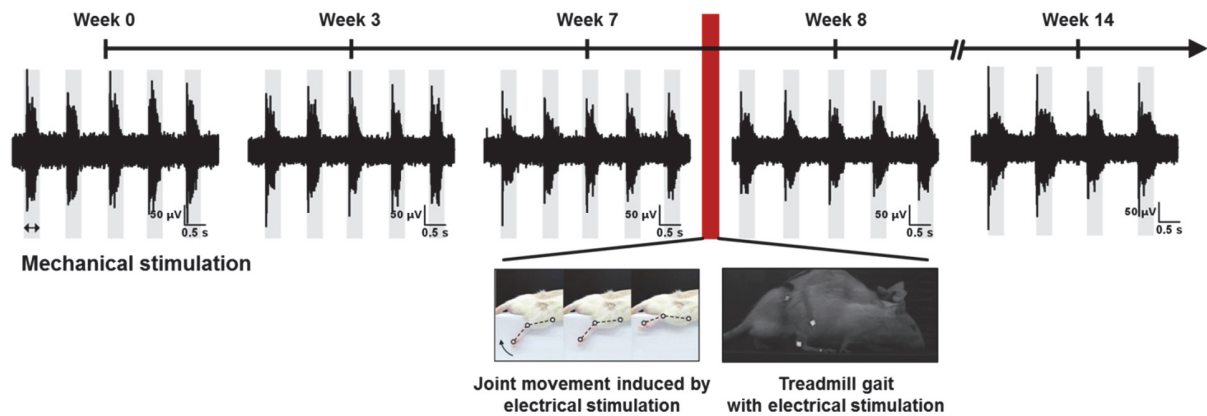 Week 0
Week 3
Week 7
Week 8
Week 14
50 µV
0.5 s
50 µV
0.5 s
50 µV
0.5 s
50 µV
0.5 s
50 µV
0.5 s
Mechanical stimulation
Joint movement induced by
electrical stimulation
Treadmill gait
with electrical stimulation